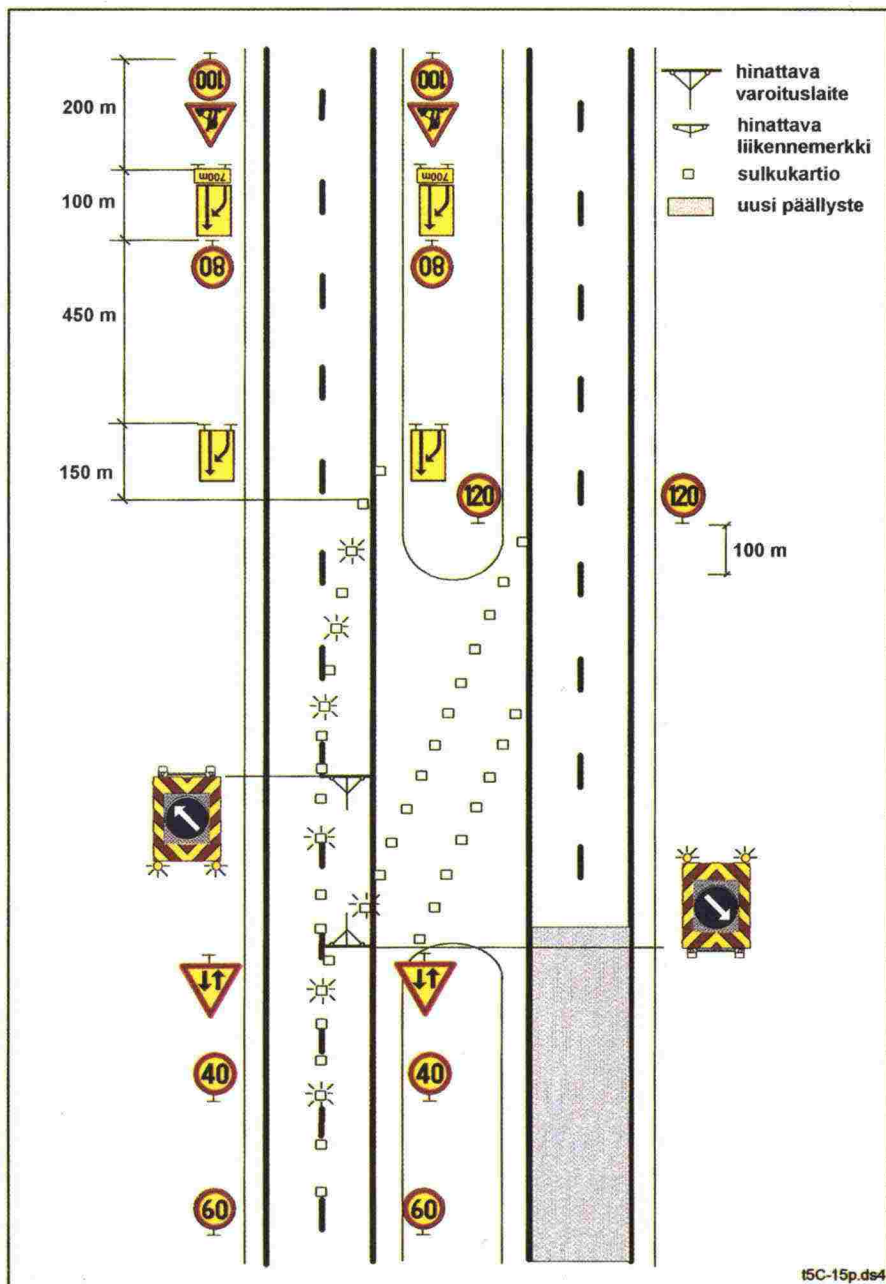 100
100
hinattava
varoituslaite
200 m
hinattava
liikennemerkki
700m
700m
sulkukartio
100 m
uusi päällyste
80
80
450 m
150 m
120
120
100 m
40
40
60
60
t5C-15p.ds4